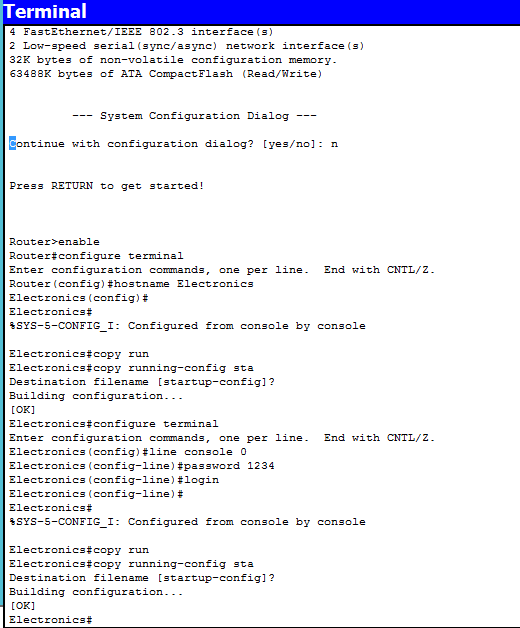 Terminal
4 FastEthernet/IEEE 802.3 interface(s)
2 Low-speed serial(sync/async) network interface(s)
32K bytes of non-volatile configuration memory.
63488K bytes of ATA CompactFlash (Read/Write)
--- System Configuration Dialog ---
Continue with configuration dialog? [yes/no]: n
Press RETURN to get started!
Router>enable
Router#configure terminal
Enter configuration commands, one per line.  End with CNTL/Z.
Router(config)#hostname Electronics
Electronics(config)#
Electronics#
%SYS-5-CONFIG_I: Configured from console by console
Electronics#copy run
Electronics#copy running-config sta
Destination filename [startup-config]?
Building configuration...
[OK]
Electronics#configure terminal
Enter configuration commands, one per line.  End with CNTL/Z.
Electronics(config)#line console 0
Electronics(config-line)#password 1234
Electronics(config-line)#login
Electronics(config-line)#
Electronics#
%SYS-5-CONFIG_I: Configured from console by console
Electronics#copy run
Electronics#copy running-config sta
Destination filename [startup-config]?
Building configuration...
[OK]
Electronics#